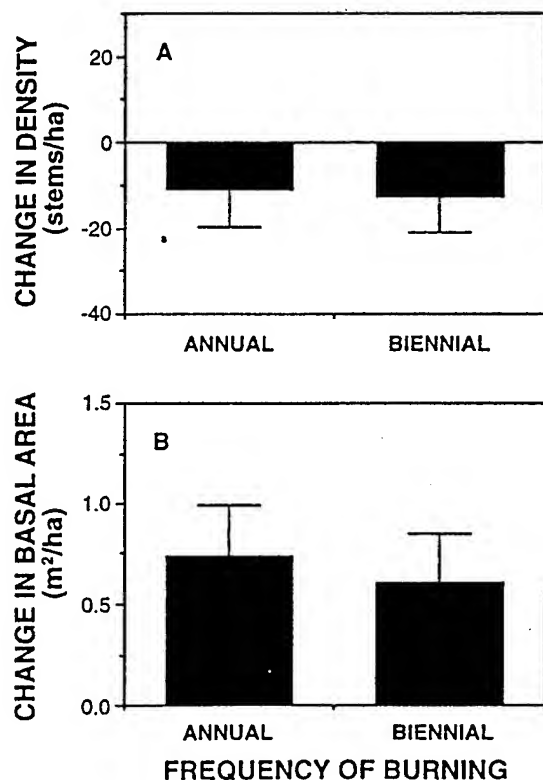 A
CHANGE IN DENSITY
(stems/ha)
20
0
-20
-40
ANNUAL
BIENNIAL
B
CHANGE IN BASAL AREA
(m²/ha)
1.5
1.0
0.5
0.0
ANNUAL
BIENNIAL
FREQUENCY OF BURNING